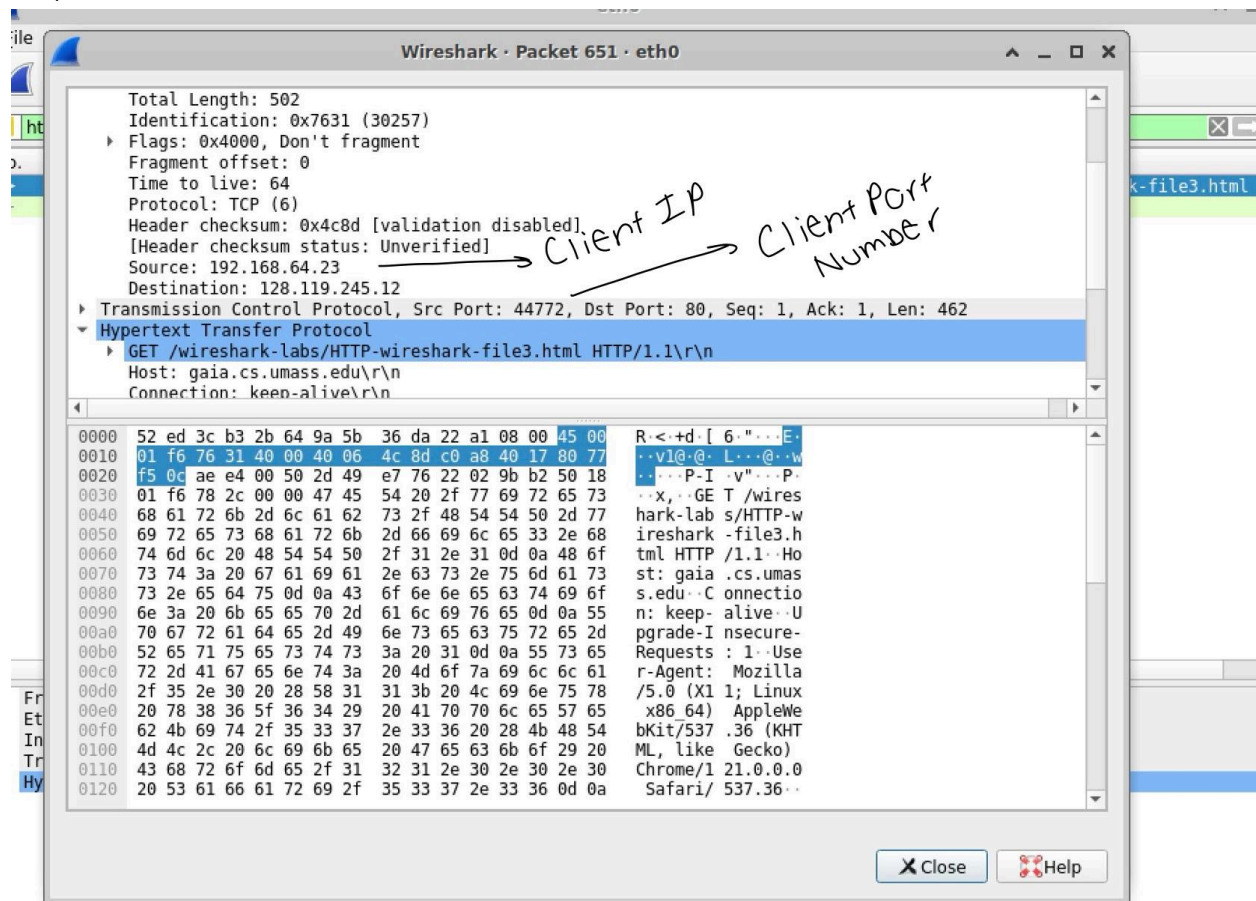 ile
Wireshark · Packet 651 · eth0
ht
Total Length: 502
Identification: 0x7631 (30257)
Flags: 0x4000, Don't fragment
Fragment offset: 0
Time to live: 64
Protocol: TCP (6)
Header checksum: 0x4c8d [validation disabled]
[Header checksum status: Unverified]
Source: 192.168.64.23
Client IP
Client Port
Number
Destination: 128.119.245.12
Transmission Control Protocol, Src Port: 44772, Dst Port: 80, Seq: 1, Ack: 1, Len: 462
Hypertext Transfer Protocol
GET /wireshark-labs/HTTP-wireshark-file3.html HTTP/1.1\r\n
Host: gaia.cs.umass.edu\r\n
Connection: keep-alive\r\n
k-file3.html
0000 52 ed 3c b3 2b 64 9a 5b 36 da 22 a1 08 00 45 00 R·<·+d·[ 6·"···E·
0010 01 f6 76 31 40 00 40 06 4c 8d c0 a8 40 17 80 77 ··v1@·@· L···@··w
0020 f5 0c ae e4 00 50 2d 49 e7 76 22 02 9b b2 50 18 ·····P-I ·v"···P·
0030 01 f6 78 2c 00 00 47 45 54 20 2f 77 69 72 65 73 ··x,··GE T /wires
0040 68 61 72 6b 2d 6c 61 62 73 2f 48 54 54 50 2d 77 hark-lab s/HTTP-w
0050 69 72 65 73 68 61 72 6b 2d 66 69 6c 65 33 2e 68 ireshark -file3.h
0060 74 6d 6c 20 48 54 54 50 2f 31 2e 31 0d 0a 48 6f tml HTTP /1.1··Ho
0070 73 74 3a 20 67 61 69 61 2e 63 73 2e 75 6d 61 73 st: gaia .cs.umas
0080 73 2e 65 64 75 0d 0a 43 6f 6e 6e 65 63 74 69 6f s.edu··C onnectio
0090 6e 3a 20 6b 65 65 70 2d 61 6c 69 76 65 0d 0a 55 n: keep- alive··U
00a0 70 67 72 61 64 65 2d 49 6e 73 65 63 75 72 65 2d pgrade-I nsecure-
00b0 52 65 71 75 65 73 74 73 3a 20 31 0d 0a 55 73 65 Requests : 1··Use
00c0 72 2d 41 67 65 6e 74 3a 20 4d 6f 7a 69 6c 6c 61 r-Agent: Mozilla
00d0 2f 35 2e 30 20 28 58 31 31 3b 20 4c 69 6e 75 78 /5.0 (X1 1; Linux
00e0 20 78 38 36 5f 36 34 29 20 41 70 70 6c 65 57 65 x86_64) AppleWe
00f0 62 4b 69 74 2f 35 33 37 2e 33 36 20 28 4b 48 54 bKit/537 .36 (KHT
0100 4d 4c 2c 20 6c 69 6b 65 20 47 65 63 6b 6f 29 20 ML, like Gecko)
0110 43 68 72 6f 6d 65 2f 31 32 31 2e 30 2e 30 2e 30 Chrome/1 21.0.0.0
0120 20 53 61 66 61 72 69 2f 35 33 37 2e 33 36 0d 0a Safari/ 537.36··
Fr
Et
In
Tr
Hy
Close
Help